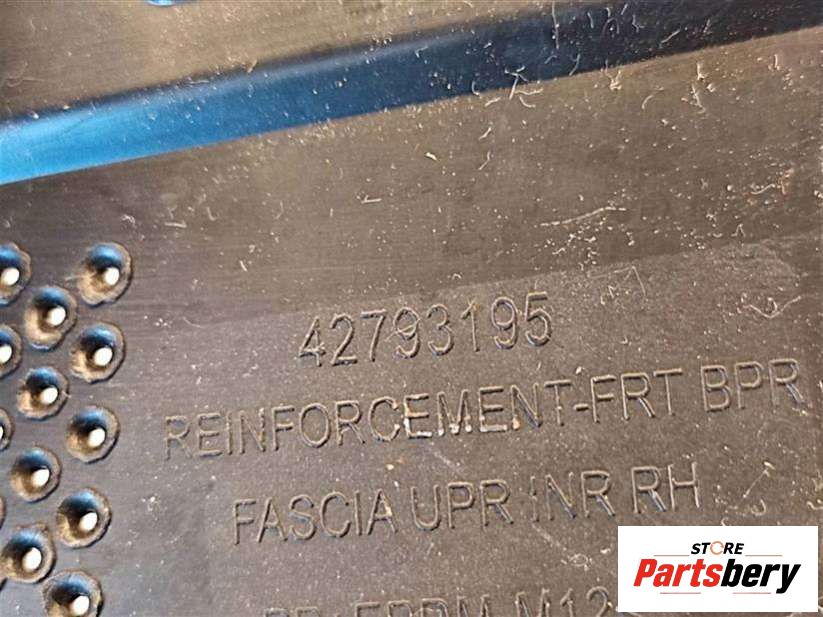 42793195
REINFORCEMENT-FRT BPR
FASCIA UPR INR RH
STORE
Partsbery